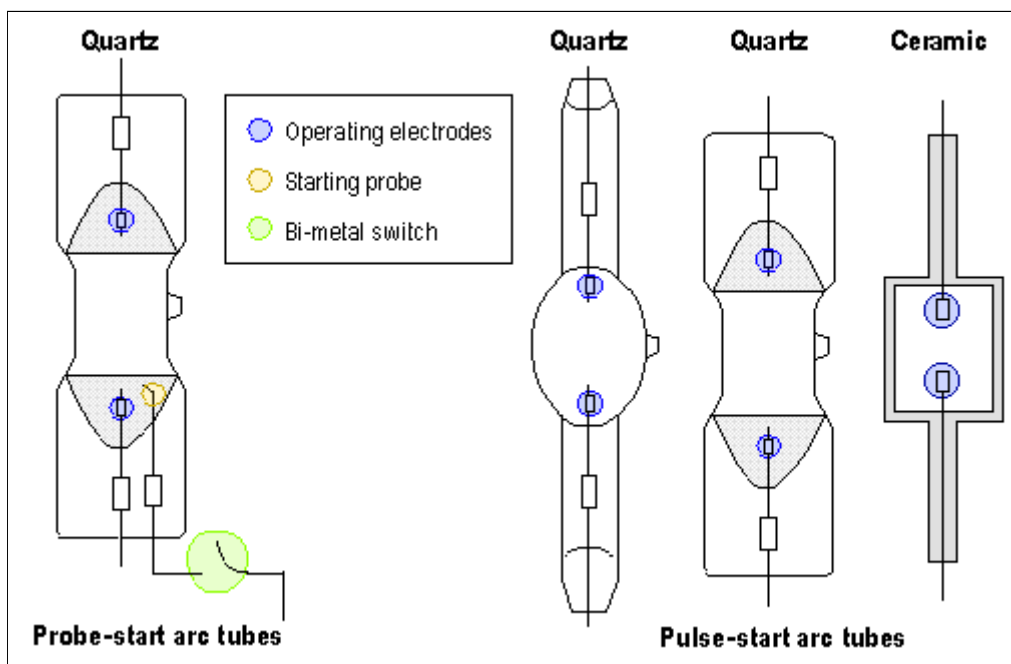 Quartz
Quartz
Quartz
Ceramic
Operating electrodes
Starting probe
Bi-metal switch
Probe-start arc tubes
Pulse-start arc tubes